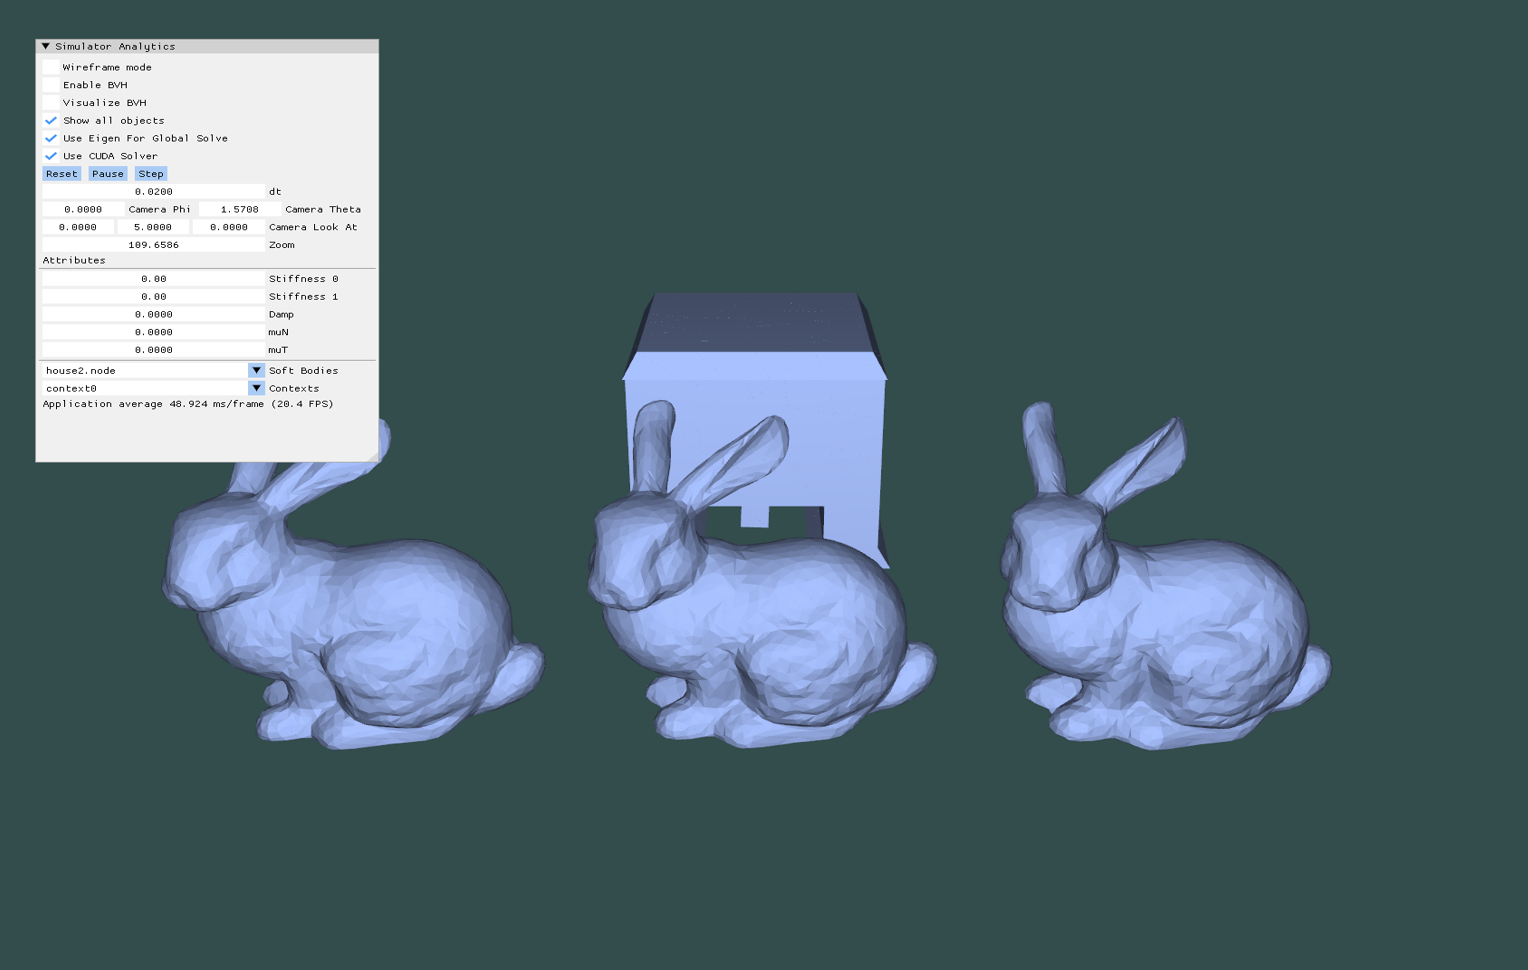 Simulator Analytics
Wireframe mode
Enable BVH
Visualize BVH
Show all objects
Use Eigen For Global Solve
Use CUDA Solver
Reset Pause Step
0.0200 dt
0.0000 Camera Phi 1.5708 Camera Theta
0.0000 5.0000 0.0000 Camera Look At
109.6586 Zoom
Attributes
0.00 Stiffness 0
0.00 Stiffness 1
0.0000 Damp
0.0000 muN
0.0000 muT
house2.node Soft Bodies
context0 Contexts
Application average 48.924 ms/frame (20.4 FPS)